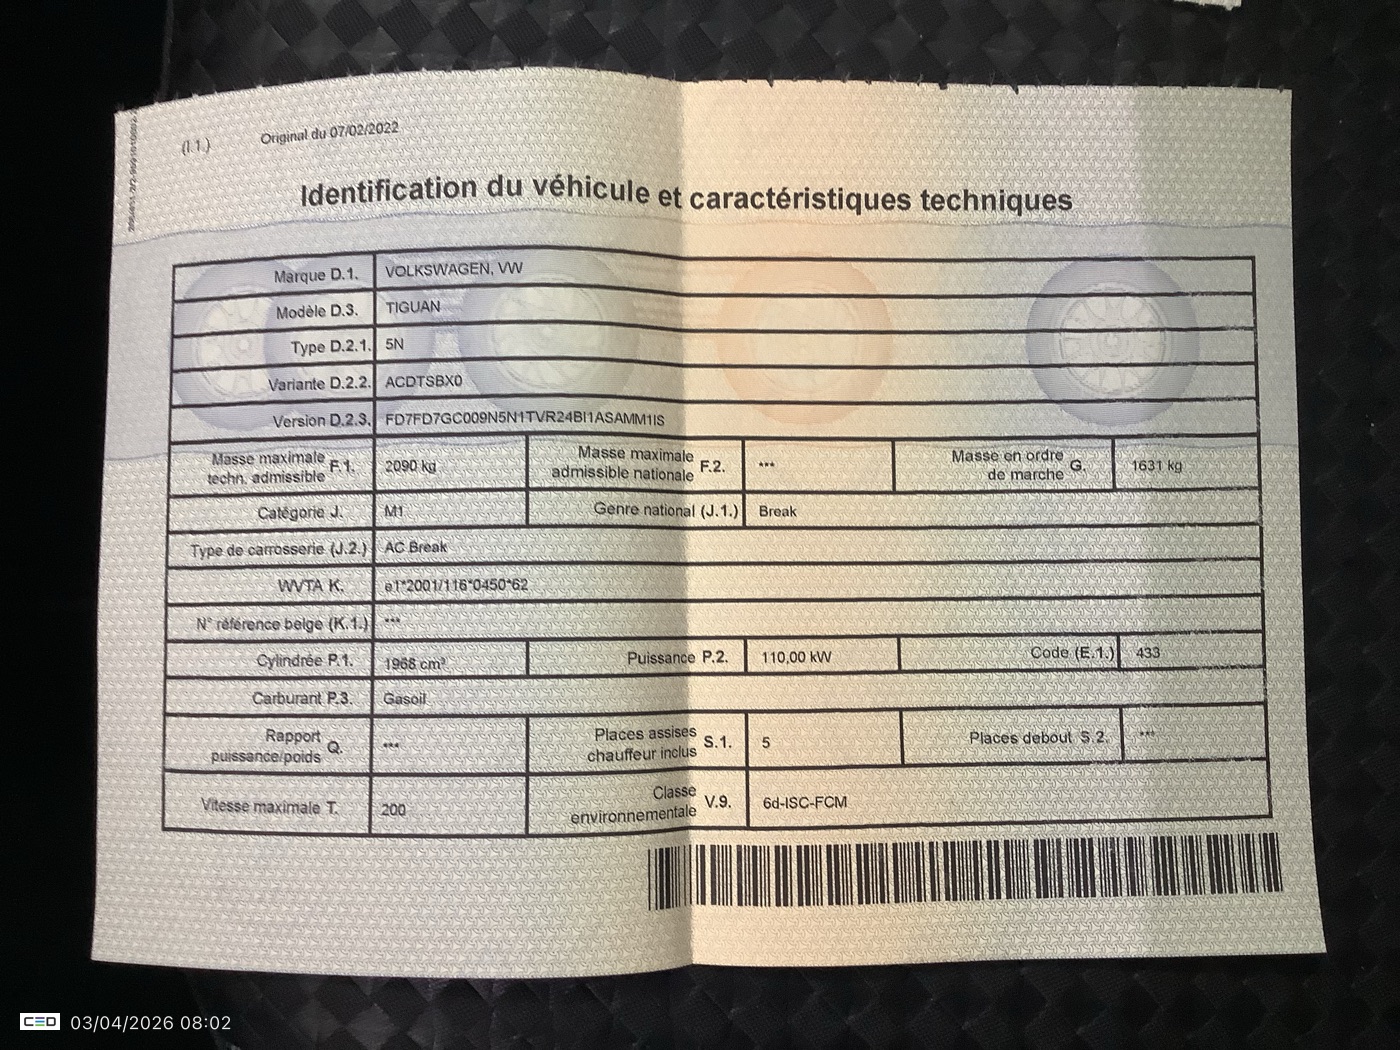 (I.1.) Original du 07/02/2022
Identification du véhicule et caractéristiques techniques
Marque D.1. VOLKSWAGEN, VW
Modèle D.3. TIGUAN
Type D.2.1. 5N
Variante D.2.2. ACDTSBX0
Version D.2.3. FD7FD7GC009N5N1TVR24BI1ASAMM1IS
Masse maximale techn. admissible F.1. 2090 kg Masse maximale admissible nationale F.2. *** Masse en ordre de marche G. 1631 kg
Catégorie J. M1 Genre national (J.1.) Break
Type de carrosserie (J.2.) AC Break
WVTA K. e1*2001/116*0450*62
N° référence belge (K.1.) ***
Cylindrée P.1. 1968 cm³ Puissance P.2. 110,00 kW Code (E.1.) 433
Carburant P.3. Gasoil
Rapport puissance/poids Q. *** Places assises chauffeur inclus S.1. 5 Places debout S.2. ***
Vitesse maximale T. 200 Classe environnementale V.9. 6d-ISC-FCM
CED 03/04/2026 08:02